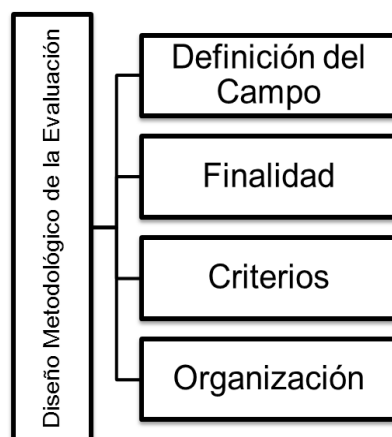 Diseño Metodológico de la Evaluación
Definición del
Campo
Finalidad
Criterios
Organización